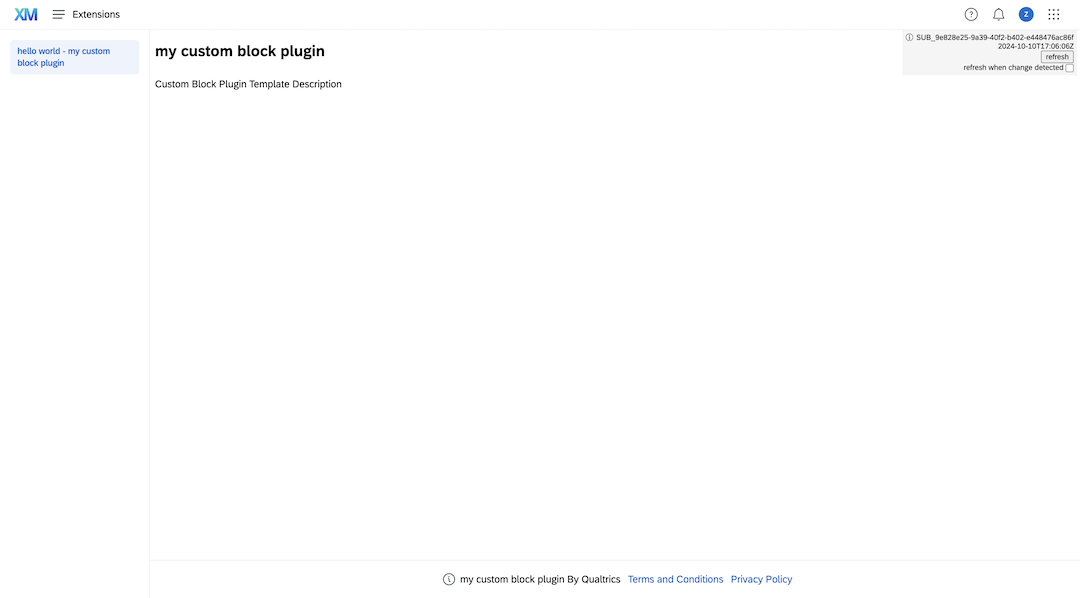 XM Extensions Z
hello world - my custom
block plugin
my custom block plugin
Custom Block Plugin Template Description
SUB_9e828e25-9a39-40f2-b402-e448476ac86f
2024-10-10T17:06:06Z
refresh
refresh when change detected
my custom block plugin By Qualtrics Terms and Conditions Privacy Policy